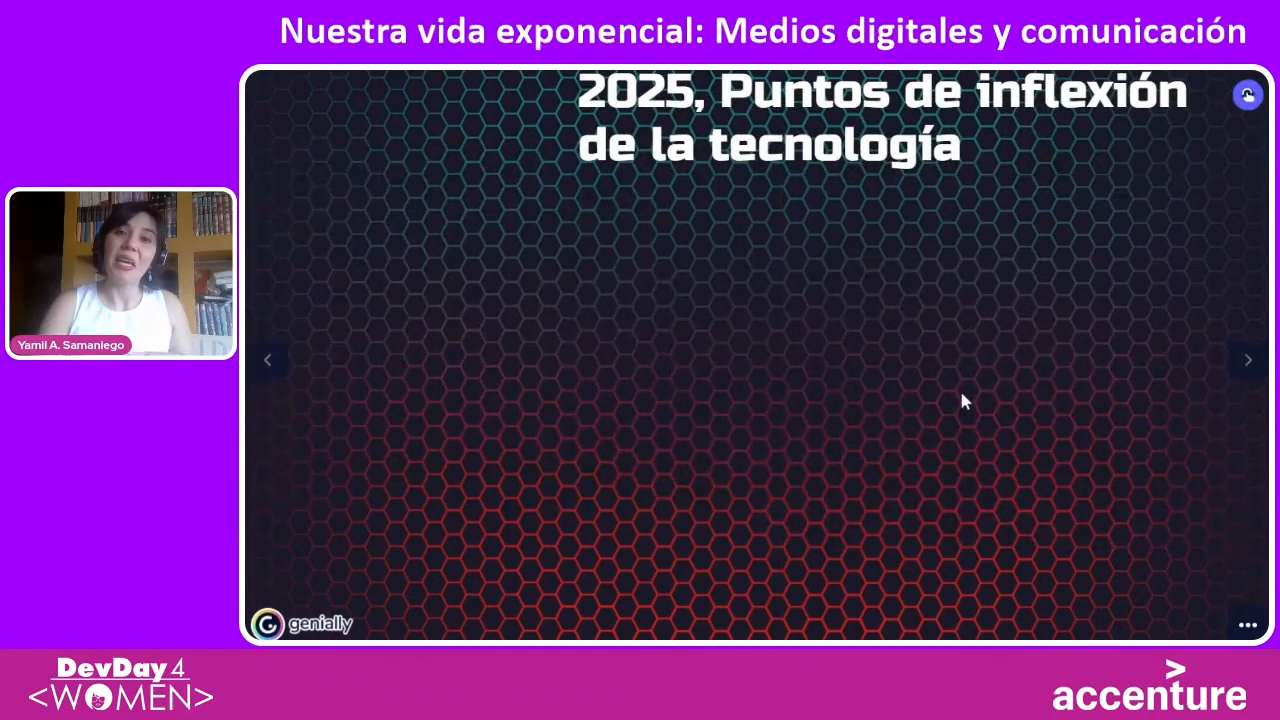 Nuestra vida exponencial: Medios digitales y comunicación
2025, Puntos de inflexión
de la tecnología
Yamil A. Samaniego
genially
DevDay4
<WOMEN>
accenture